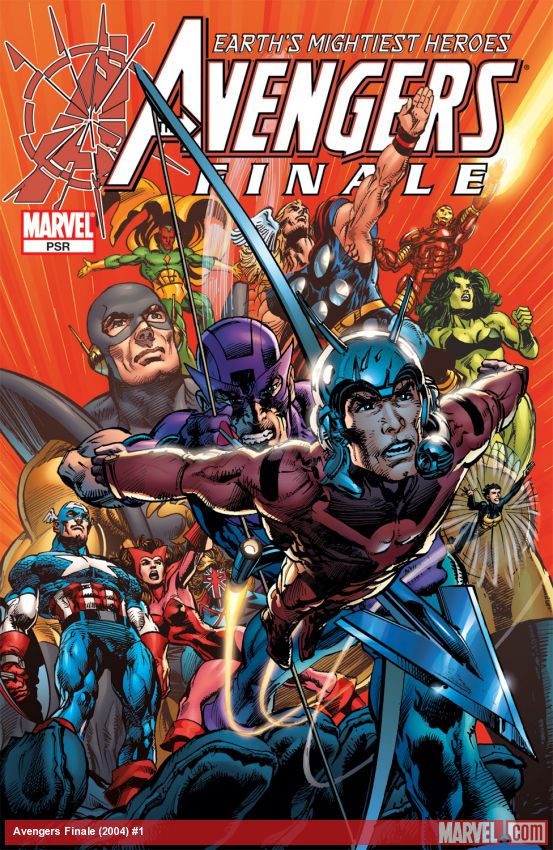 EARTH'S MIGHTIEST HEROES
AVENGERS
FINALE
MARVEL
PSR
Avengers Finale (2004) #1
MARVEL.com